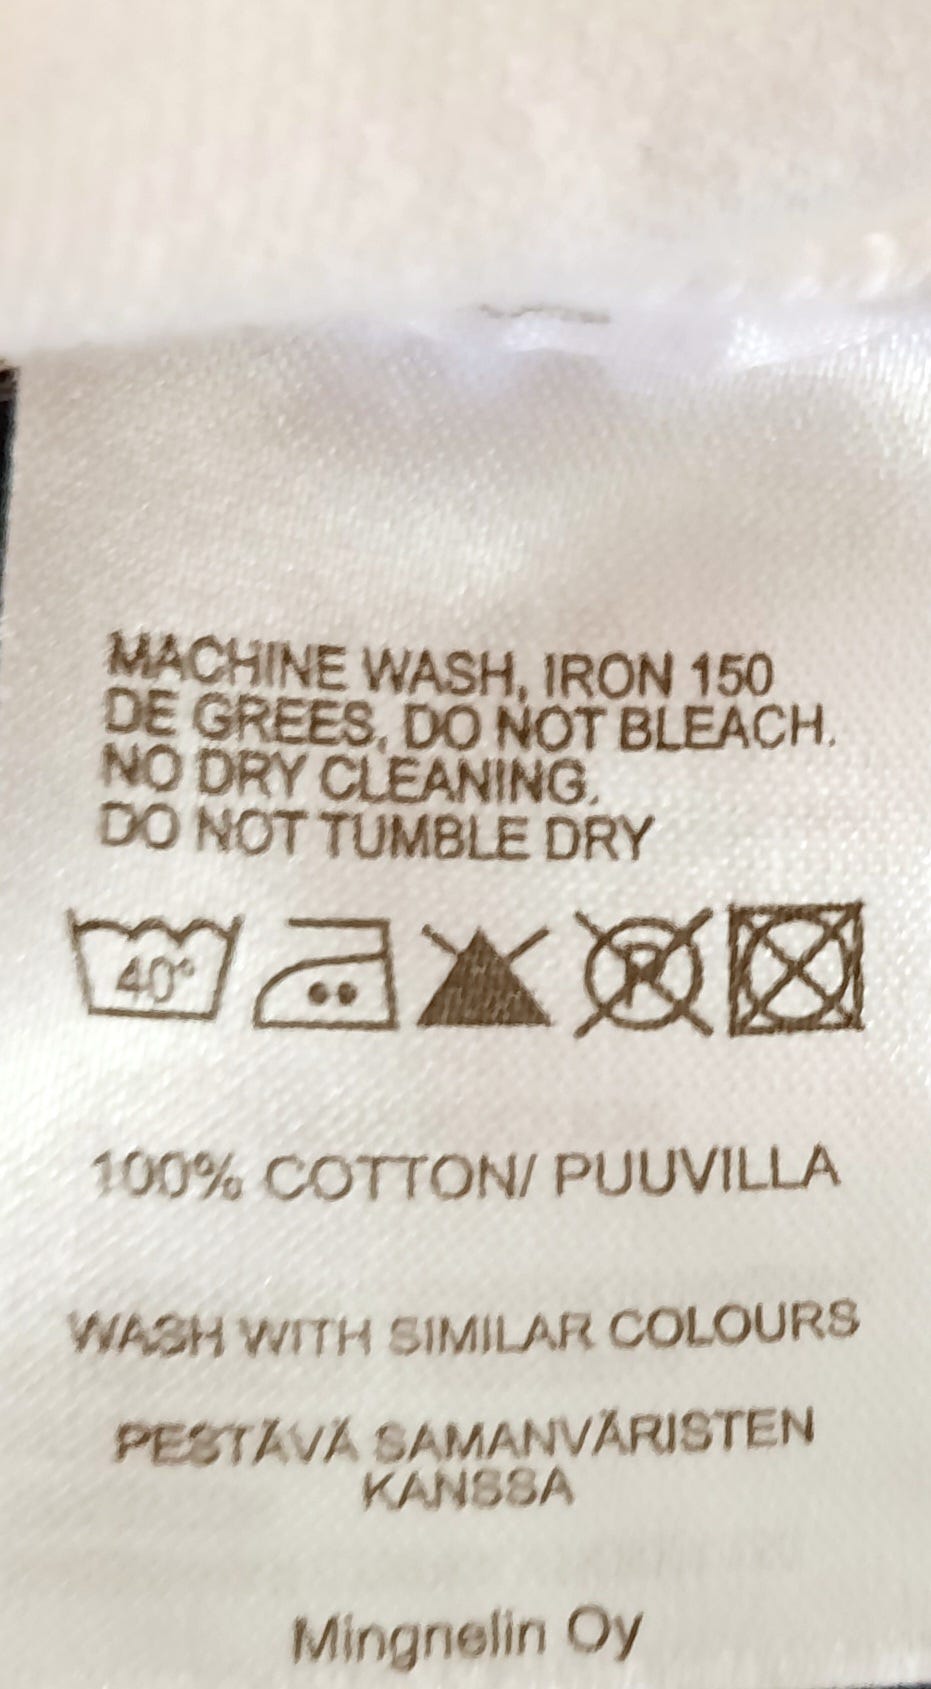 MACHINE WASH, IRON 150
DE GREES, DO NOT BLEACH.
NO DRY CLEANING,
DO NOT TUMBLE DRY
40° P
100% COTTON/ PUUVILLA
WASH WITH SIMILAR COLOURS
PESTÄVÄ SAMANVÄRISTEN
KANSSA
Mingnelin Oy